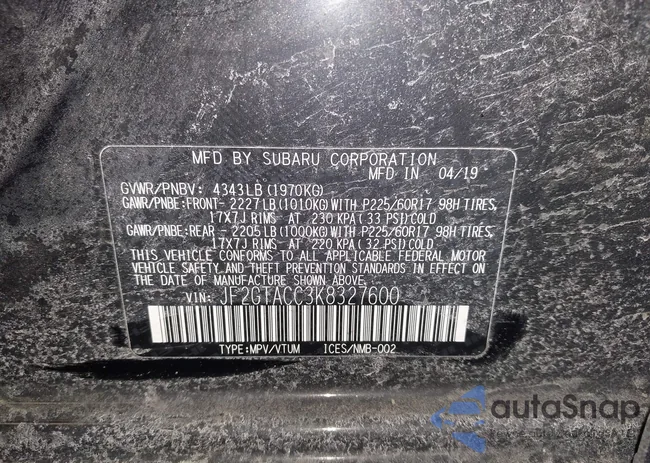 MFD BY SUBARU CORPORATION
MFD IN 04/19
GVWR/PNBV: 4343LB(1970KG)
GAWR/PNBE:FRONT- 2227LB(1010KG)WITH P225/60R17 98H TIRES,
17X7J RIMS AT 230 KPA(33 PSI)COLD
GAWR/PNBE:REAR - 2205LB(1000KG)WITH P225/60R17 98H TIRES,
17X7J RIMS AT 220 KPA(32 PSI)COLD
THIS VEHICLE CONFORMS TO ALL APPLICABLE FEDERAL MOTOR
VEHICLE SAFETY AND THEFT PREVENTION STANDARDS IN EFFECT ON
THE DATE OF MANUFACTURE SHOWN ABOVE.
VIN: JF2GTACC3K8327600
TYPE:MPV/VTUM ICES/NMB-002
autoSnap